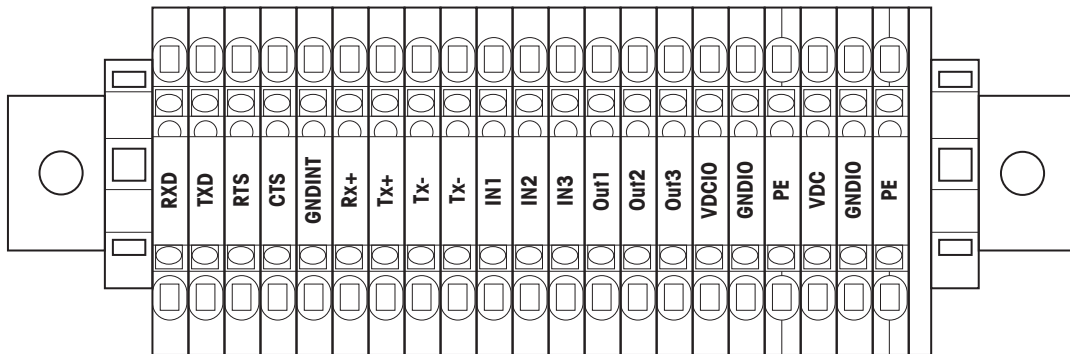 RXD
TXD
RTS
CTS
GNDINT
Rx+
Tx+
Tx-
Tx-
IN1
IN2
IN3
Out1
Out2
Out3
VDCIO
GNDIO
PE
VDC
GNDIO
PE